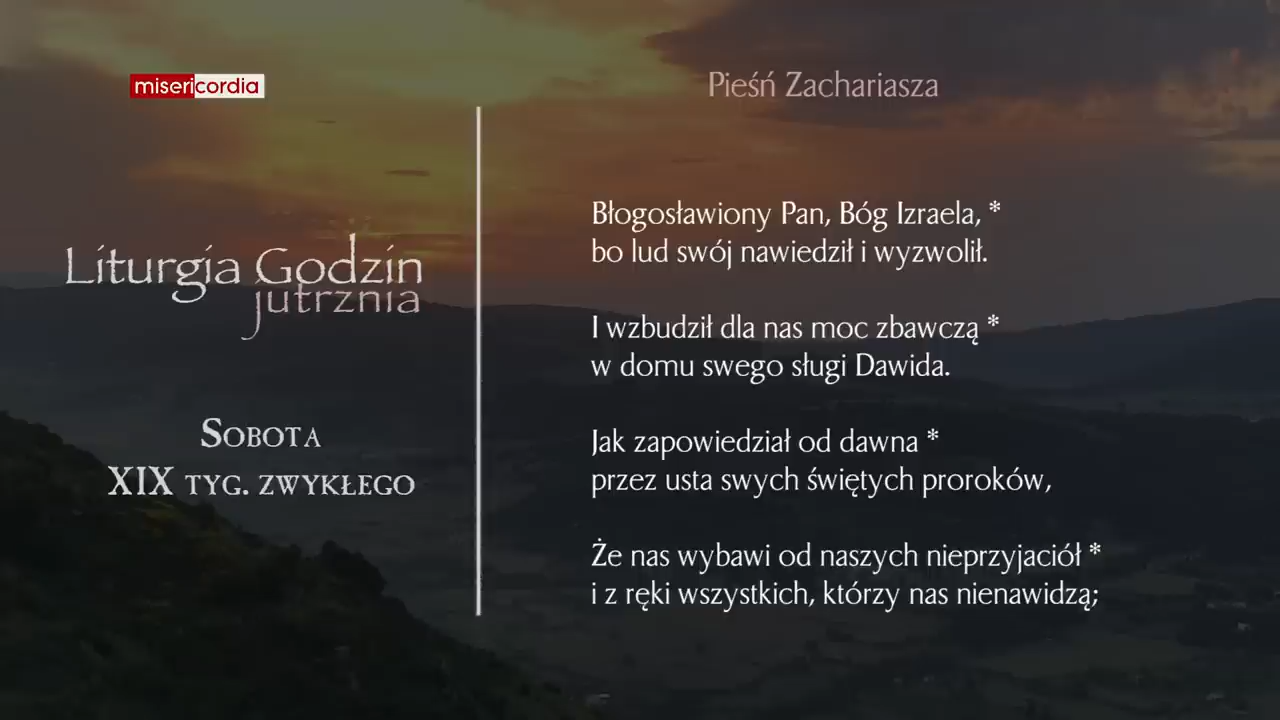 misericordia
Liturgia Godzin
jutrznia
Sobota
XIX tyg. zwykłego
Pieśń Zachariasza
Błogosławiony Pan, Bóg Izraela, *
bo lud swój nawiedził i wyzwolił.
I wzbudził dla nas moc zbawczą *
w domu swego sługi Dawida.
Jak zapowiedział od dawna *
przez usta swych świętych proroków,
Że nas wybawi od naszych nieprzyjaciół *
i z ręki wszystkich, którzy nas nienawidzą;